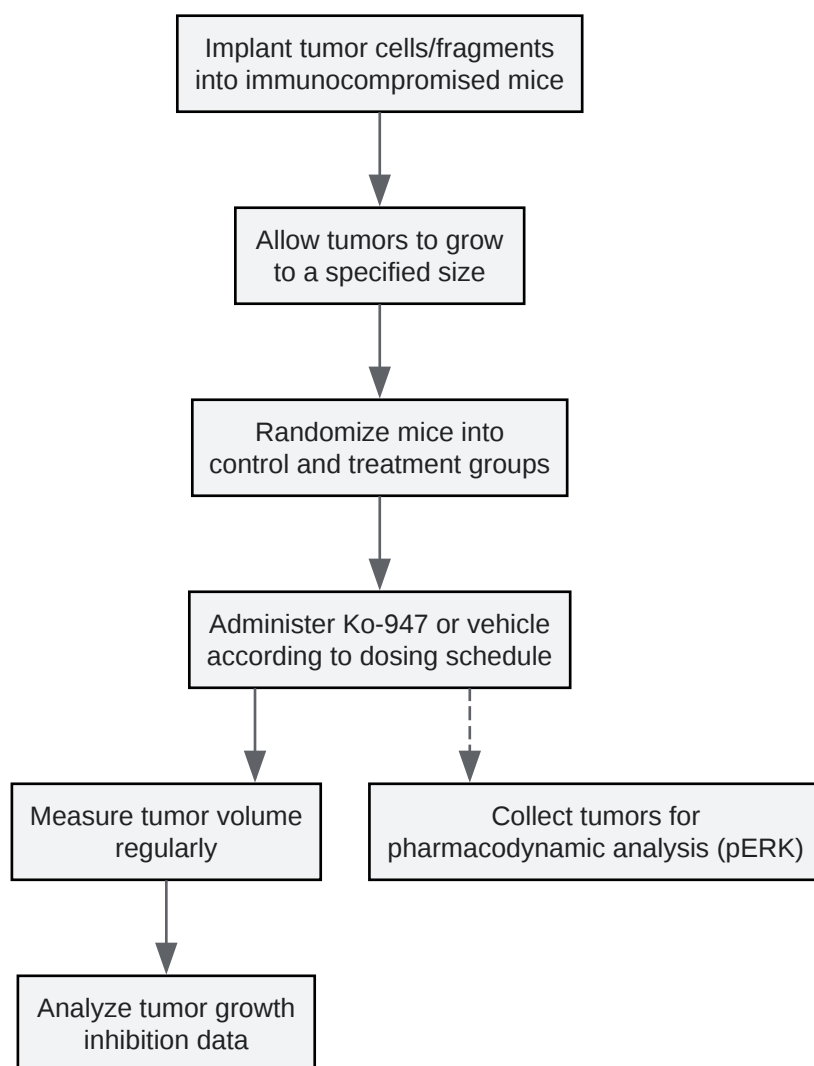 Implant tumor cells/fragments
into immunocompromised mice
Allow tumors to grow
to a specified size
Randomize mice into
control and treatment groups
Administer Ko-947 or vehicle
according to dosing schedule
Measure tumor volume
regularly
Collect tumors for
pharmacodynamic analysis (pERK)
Analyze tumor growth
inhibition data